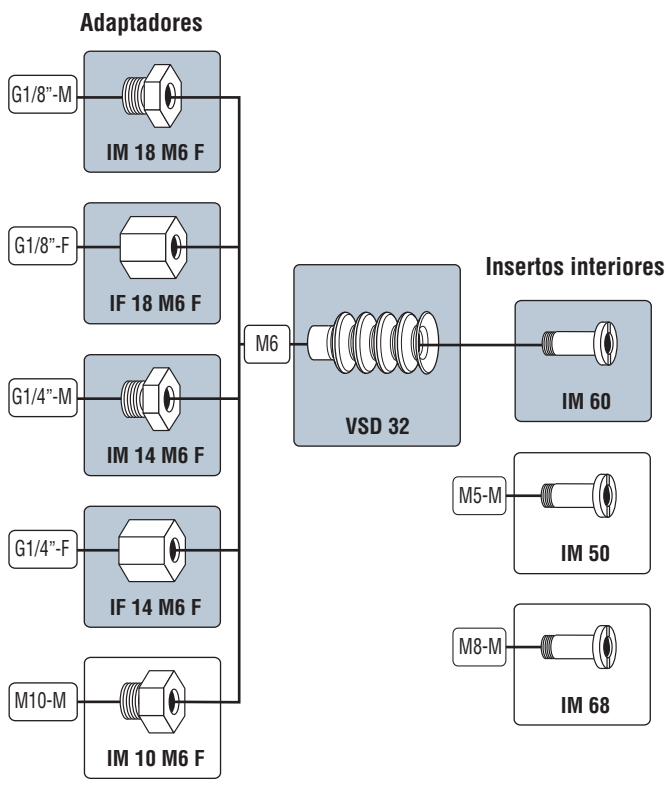 Adaptadores
G1/8”-M
IM 18 M6 F
G1/8”-F
IF 18 M6 F
G1/4”-M
IM 14 M6 F
G1/4”-F
IF 14 M6 F
M10-M
IM 10 M6 F
M6
VSD 32
Insertos interiores
IM 60
M5-M
IM 50
M8-M
IM 68